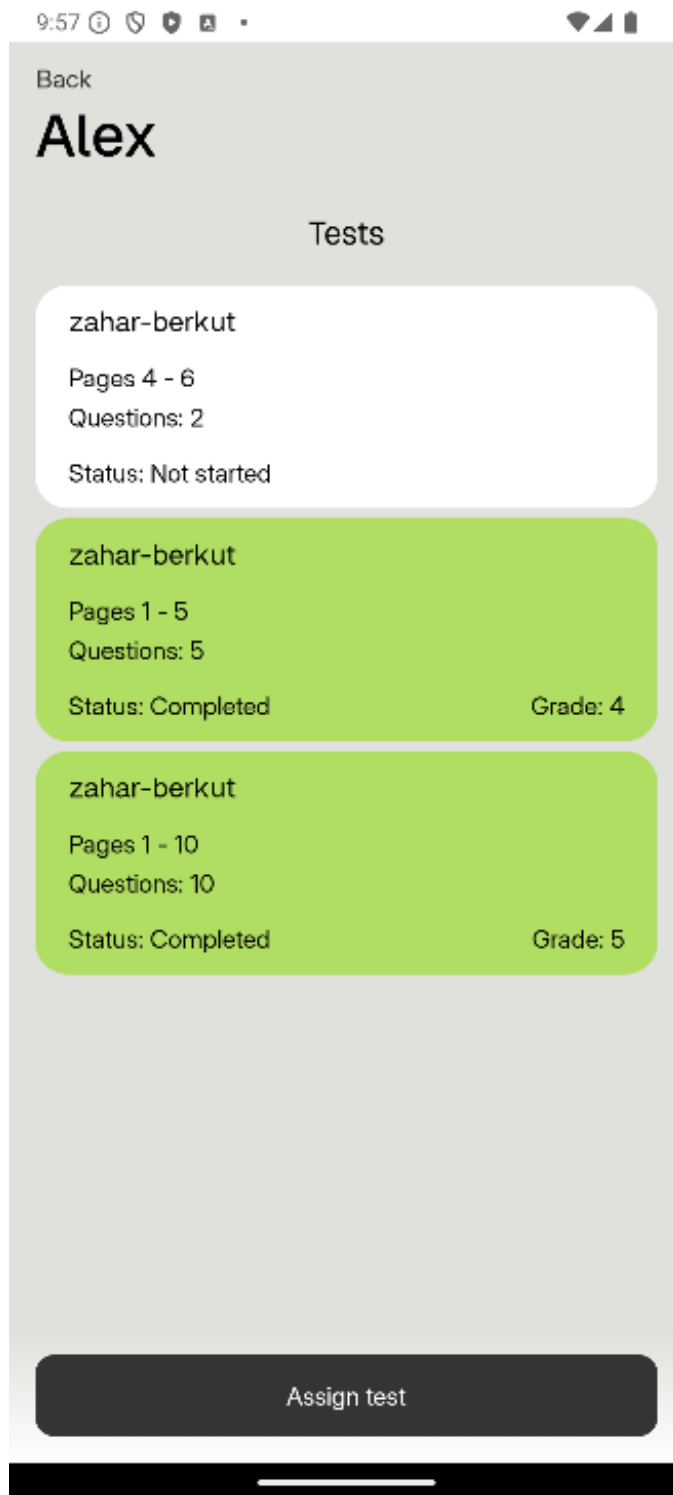 9:57
Back
Alex
Tests
zahar-berkut
Pages 4 - 6
Questions: 2
Status: Not started
zahar-berkut
Pages 1 - 5
Questions: 5
Status: Completed Grade: 4
zahar-berkut
Pages 1 - 10
Questions: 10
Status: Completed Grade: 5
Assign test